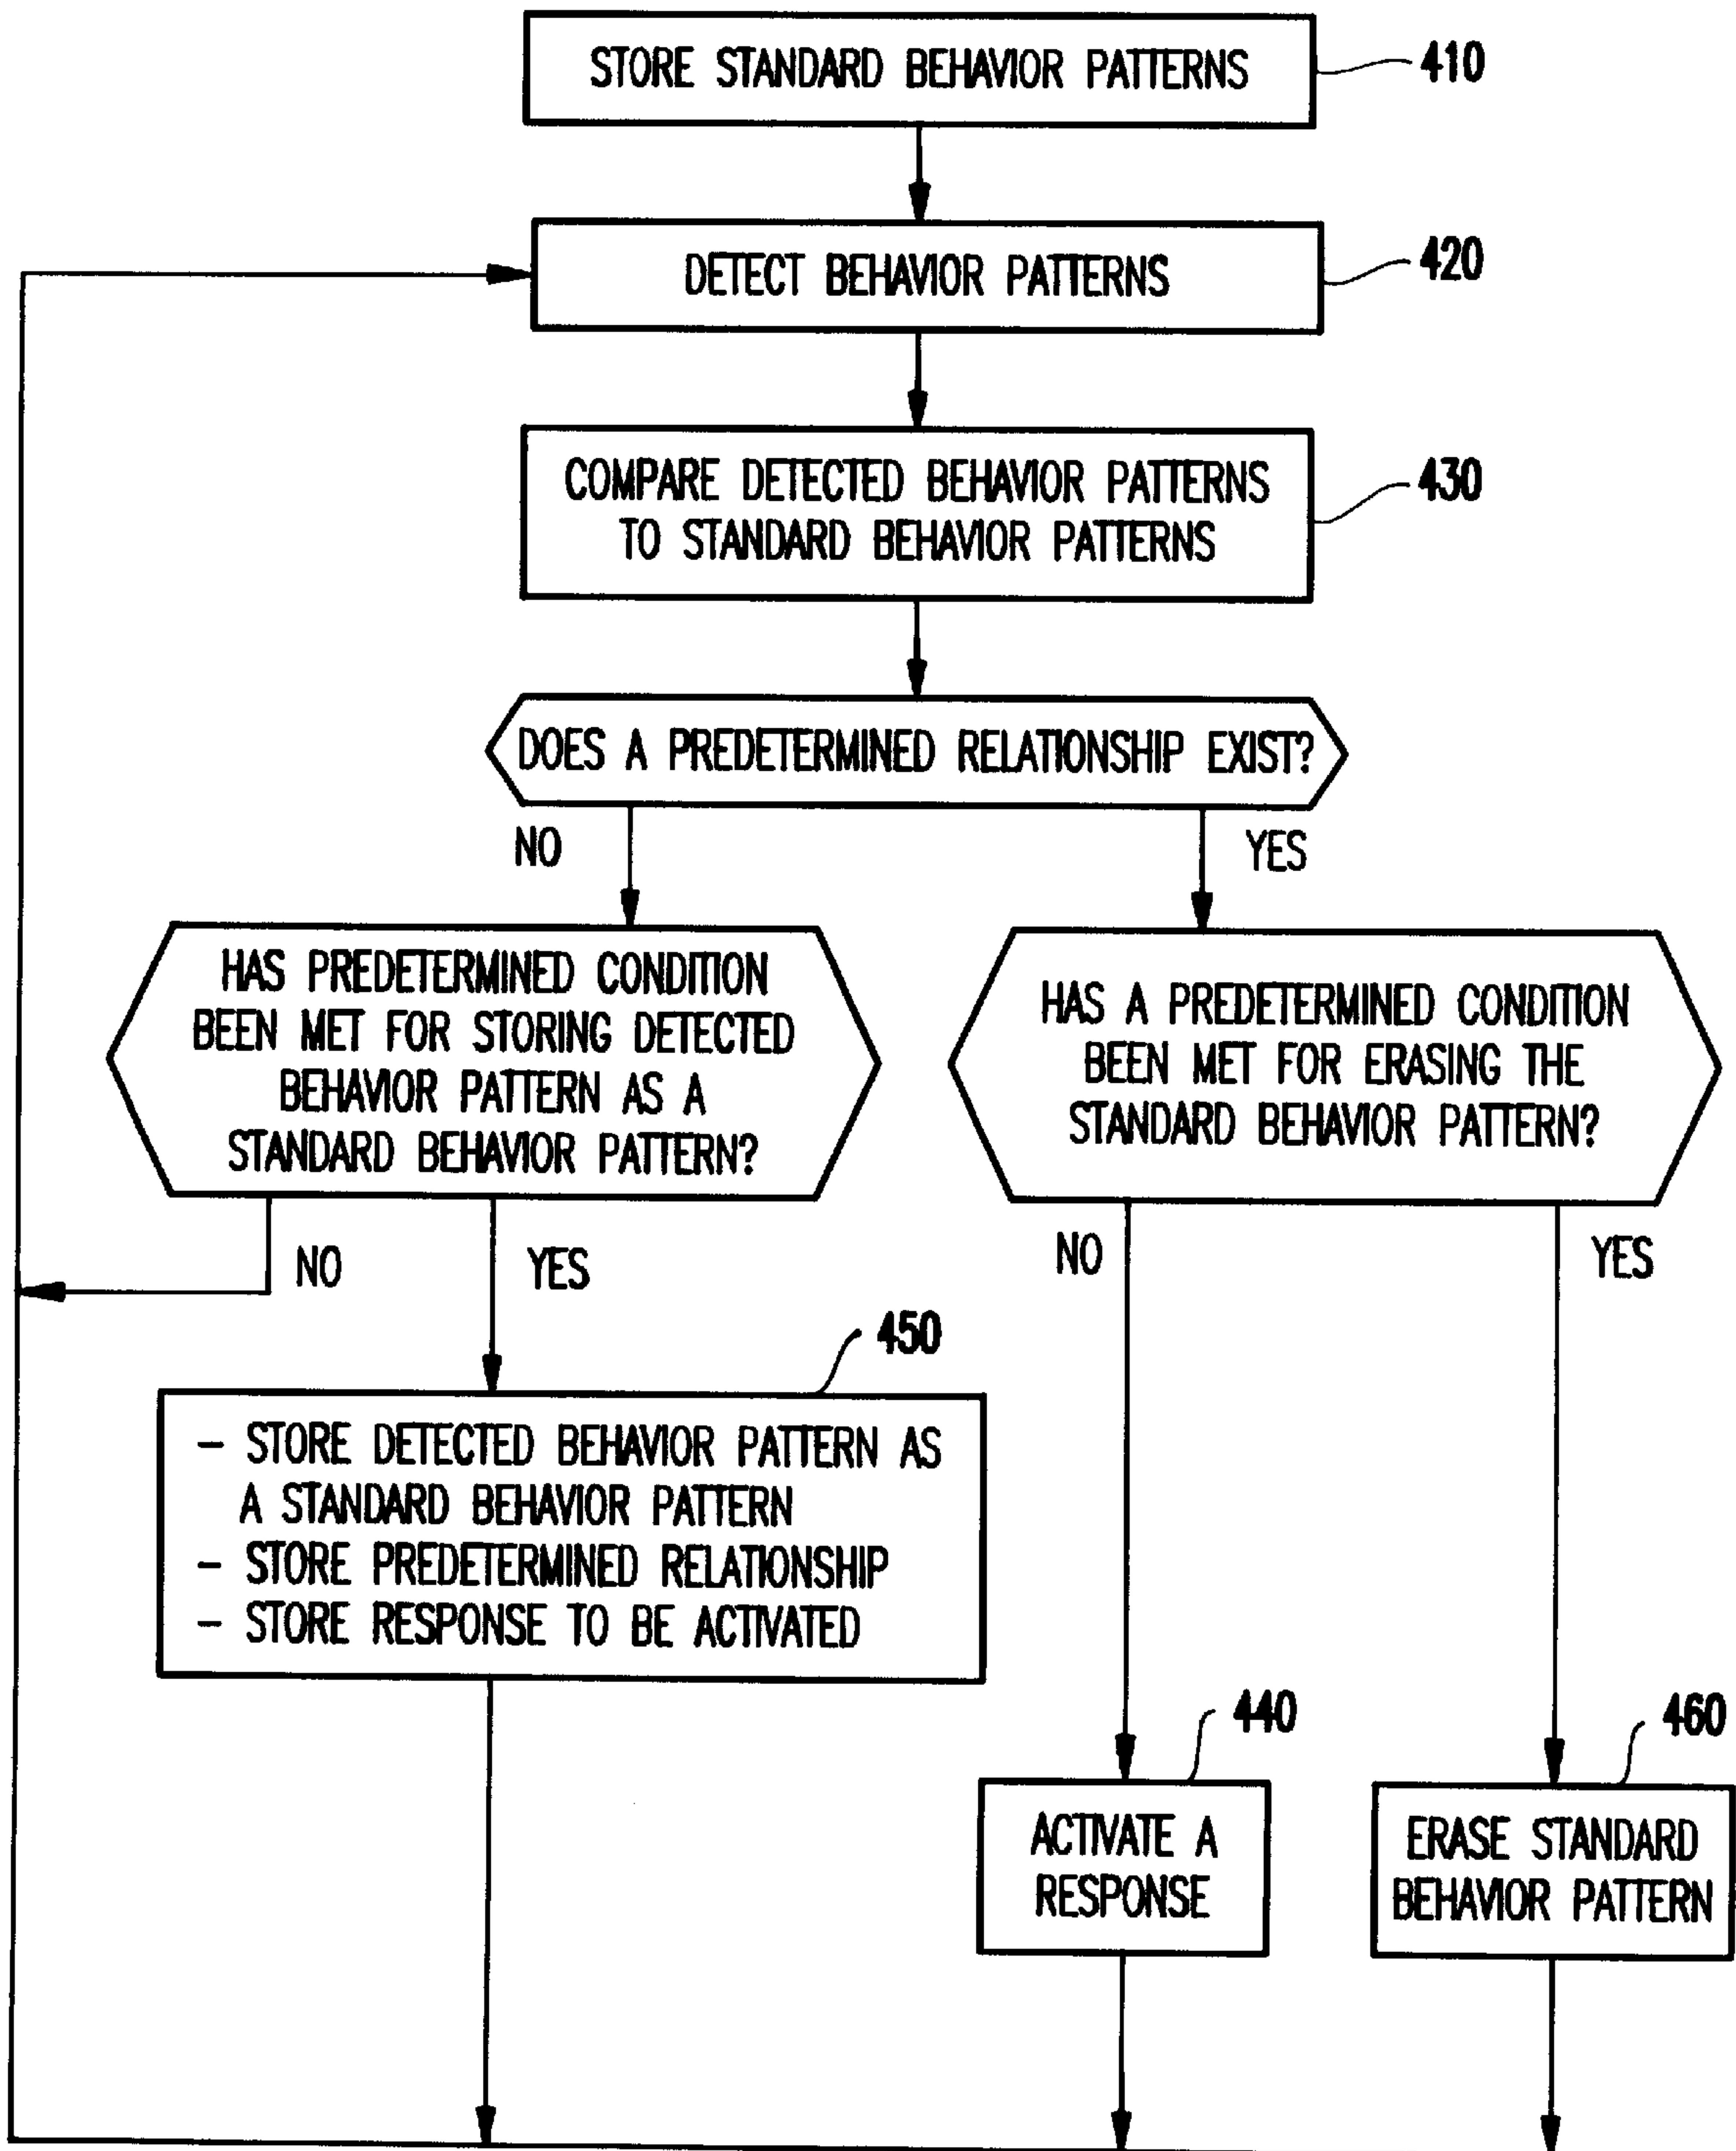 STORE STANDARD BEHAVIOR PATTERNS
410
DETECT BEHAVIOR PATTERNS
420
COMPARE DETECTED BEHAVIOR PATTERNS
TO STANDARD BEHAVIOR PATTERNS
430
DOES A PREDETERMINED RELATIONSHIP EXIST?
NO
YES
HAS PREDETERMINED CONDITION
BEEN MET FOR STORING DETECTED
BEHAVIOR PATTERN AS A
STANDARD BEHAVIOR PATTERN?
HAS A PREDETERMINED CONDITION
BEEN MET FOR ERASING THE
STANDARD BEHAVIOR PATTERN?
NO
YES
NO
YES
450
- STORE DETECTED BEHAVIOR PATTERN AS
A STANDARD BEHAVIOR PATTERN
- STORE PREDETERMINED RELATIONSHIP
- STORE RESPONSE TO BE ACTIVATED
440
ACTIVATE A
RESPONSE
460
ERASE STANDARD
BEHAVIOR PATTERN